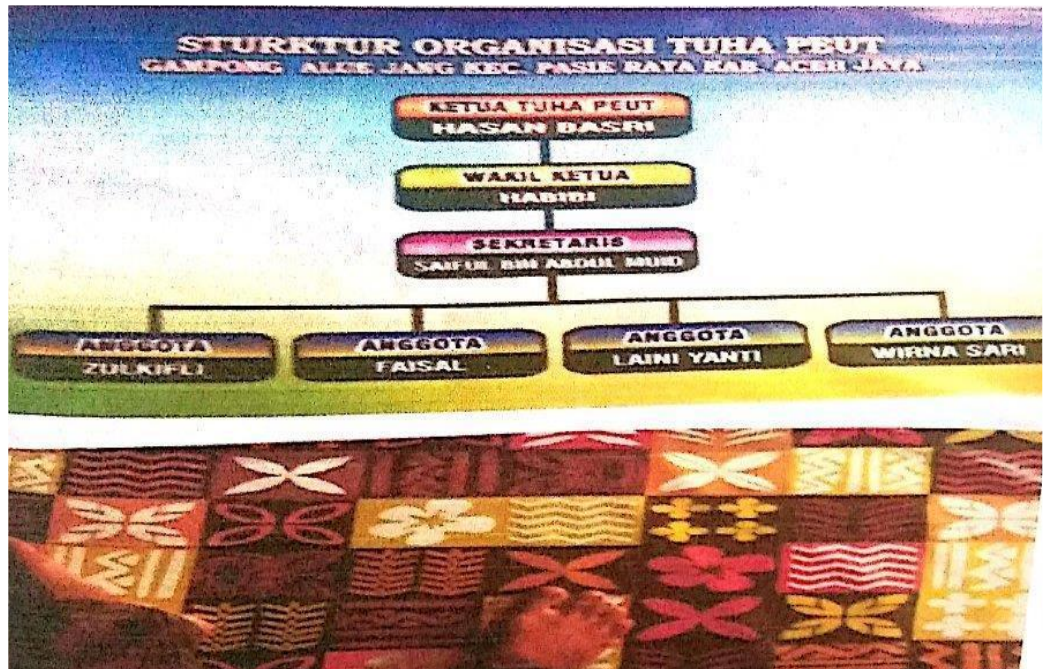 STURKTUR ORGANISASI TUHA PEUT
GAMPONG ALUE JANG KEC. PASIE RAYA KAB. ACEH JAYA
KETUA TUHA PEUT
HASAN BASRI
WAKIL KETUA
HABIBI
SEKRETARIS
SAIFUL BIN ABDUL MUID
ANGGOTA ANGGOTA ANGGOTA ANGGOTA
ZULKIFLI FAISAL LAINI YANTI WIRNA SARI